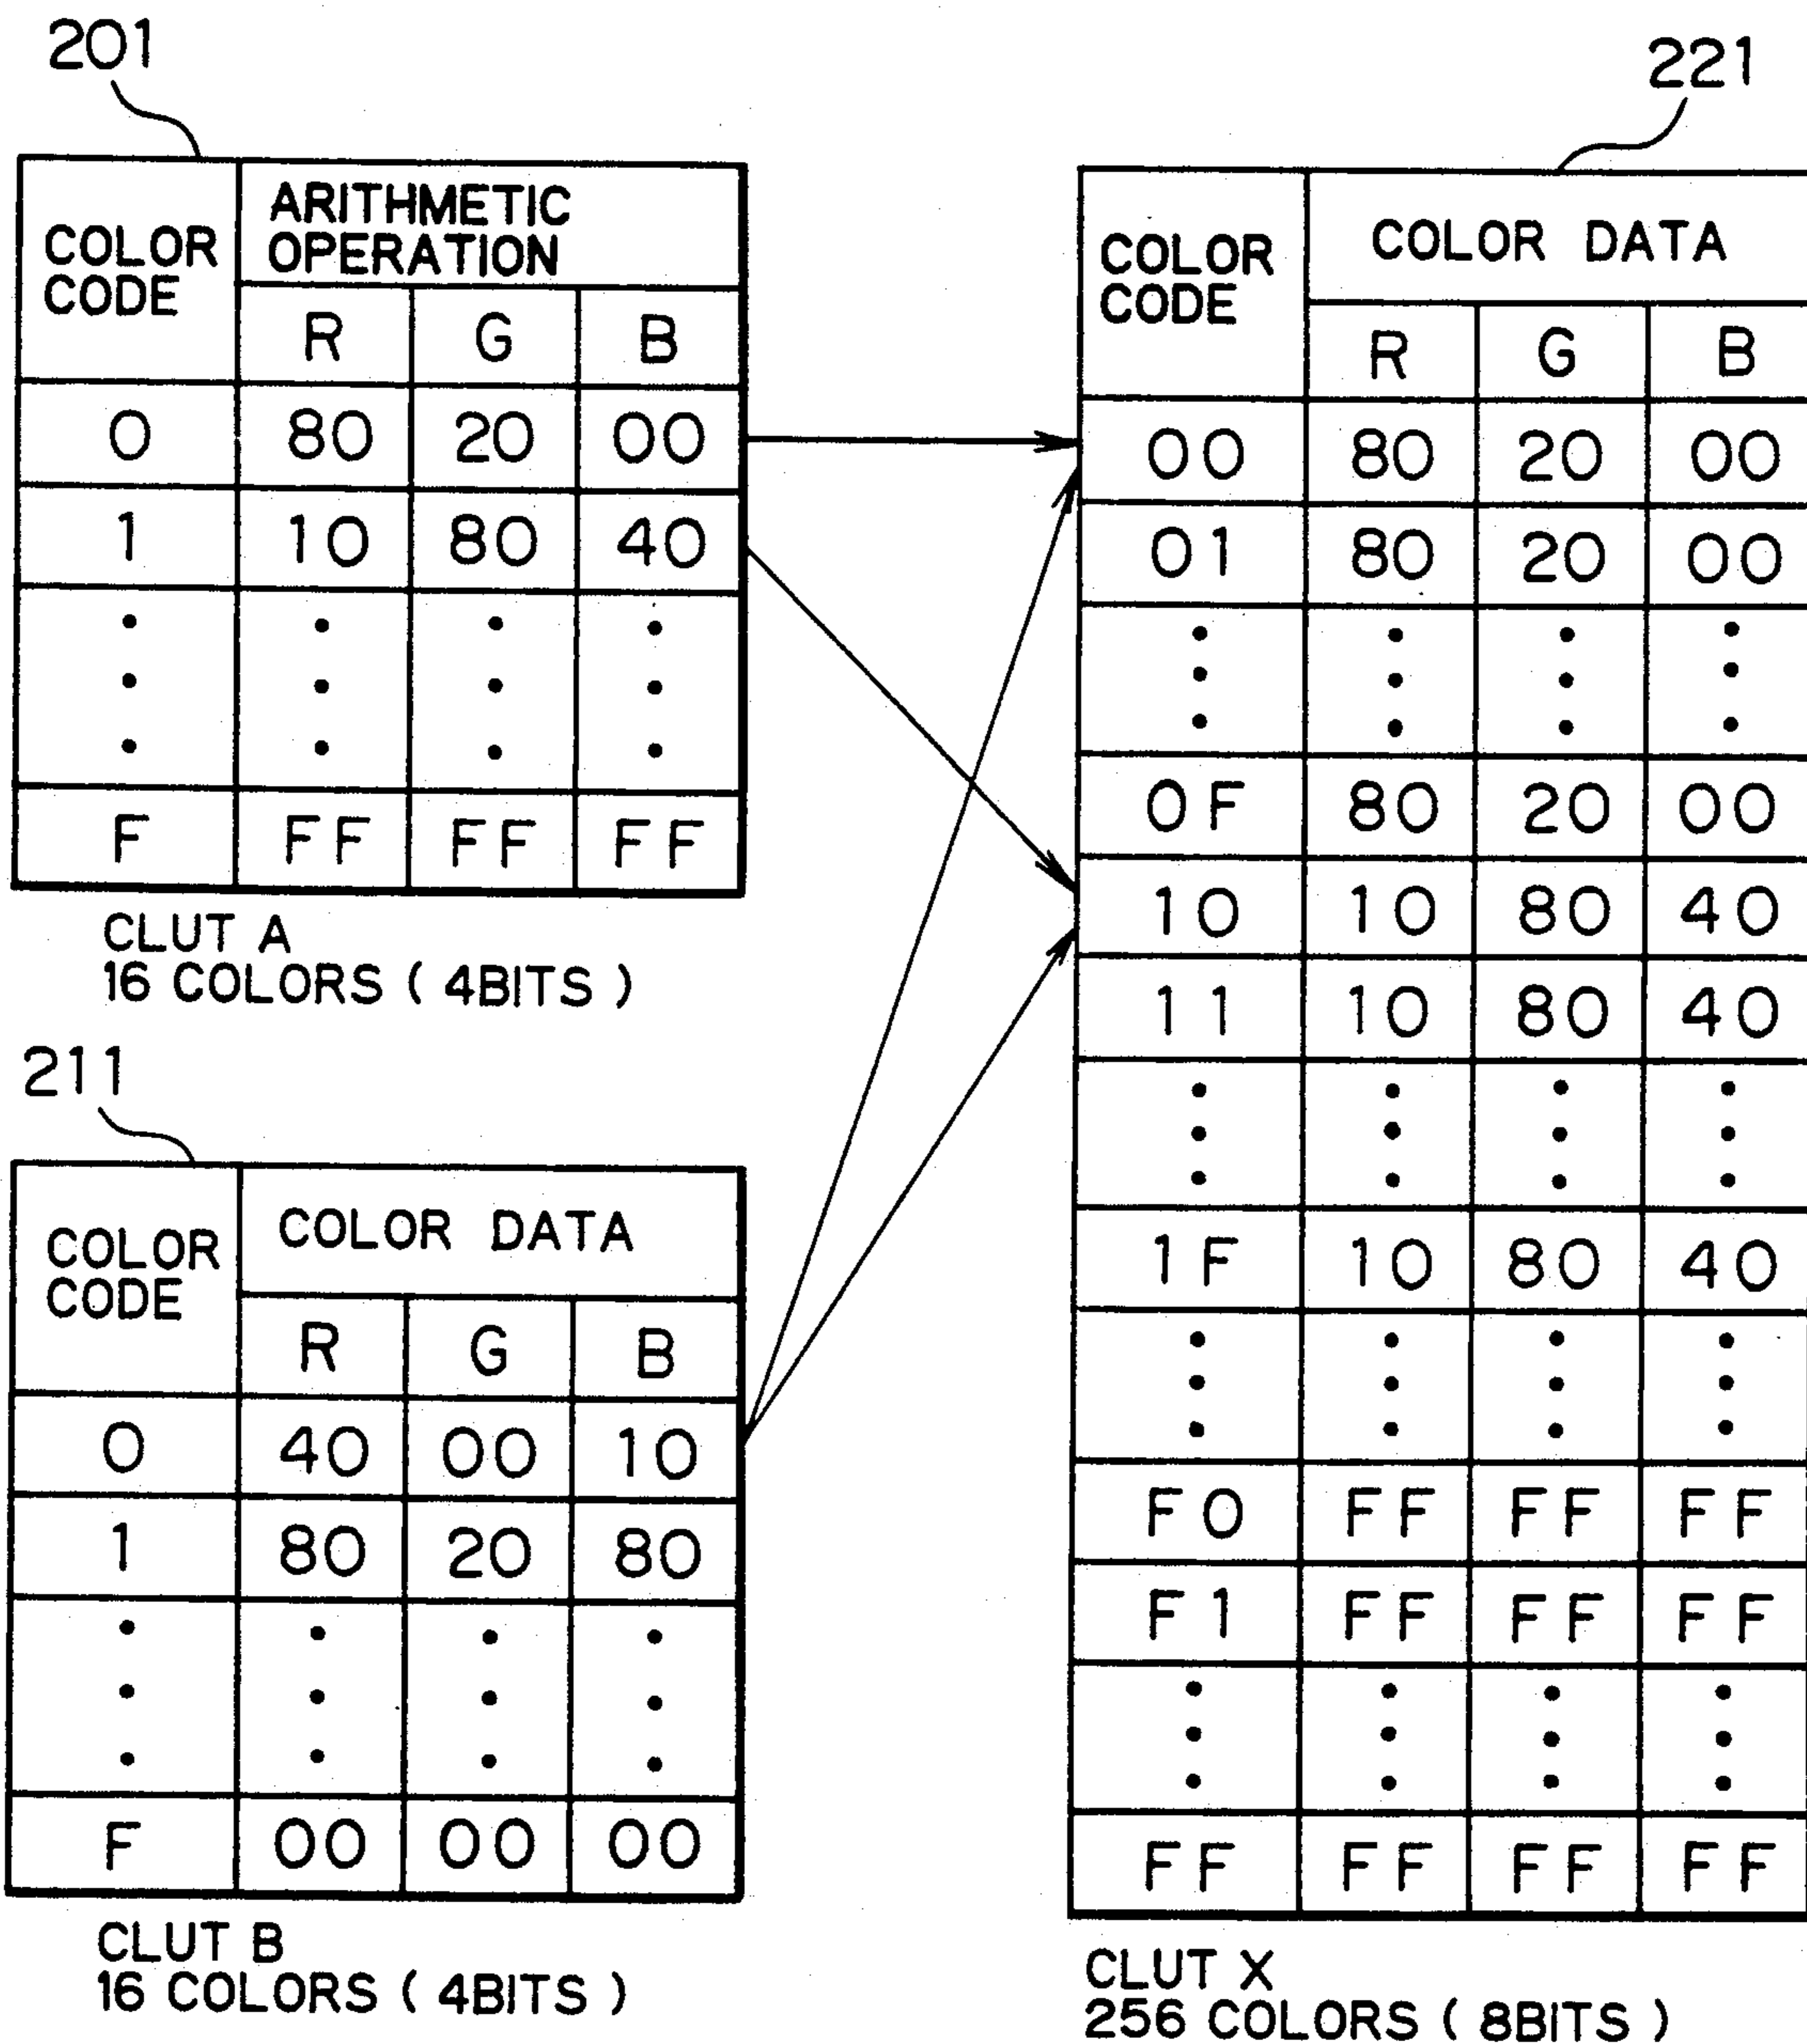 201
COLOR CODE
ARITHMETIC OPERATION
R G B
0 80 20 00
1 10 80 40
F FF FF FF
CLUT A
16 COLORS ( 4BITS )
211
COLOR CODE
COLOR DATA
R G B
0 40 00 10
1 80 20 80
F 00 00 00
CLUT B
16 COLORS ( 4BITS )
221
COLOR CODE
COLOR DATA
R G B
00 80 20 00
01 80 20 00
0F 80 20 00
10 10 80 40
11 10 80 40
1F 10 80 40
F0 FF FF FF
F1 FF FF FF
FF FF FF FF
CLUT X
256 COLORS ( 8BITS )